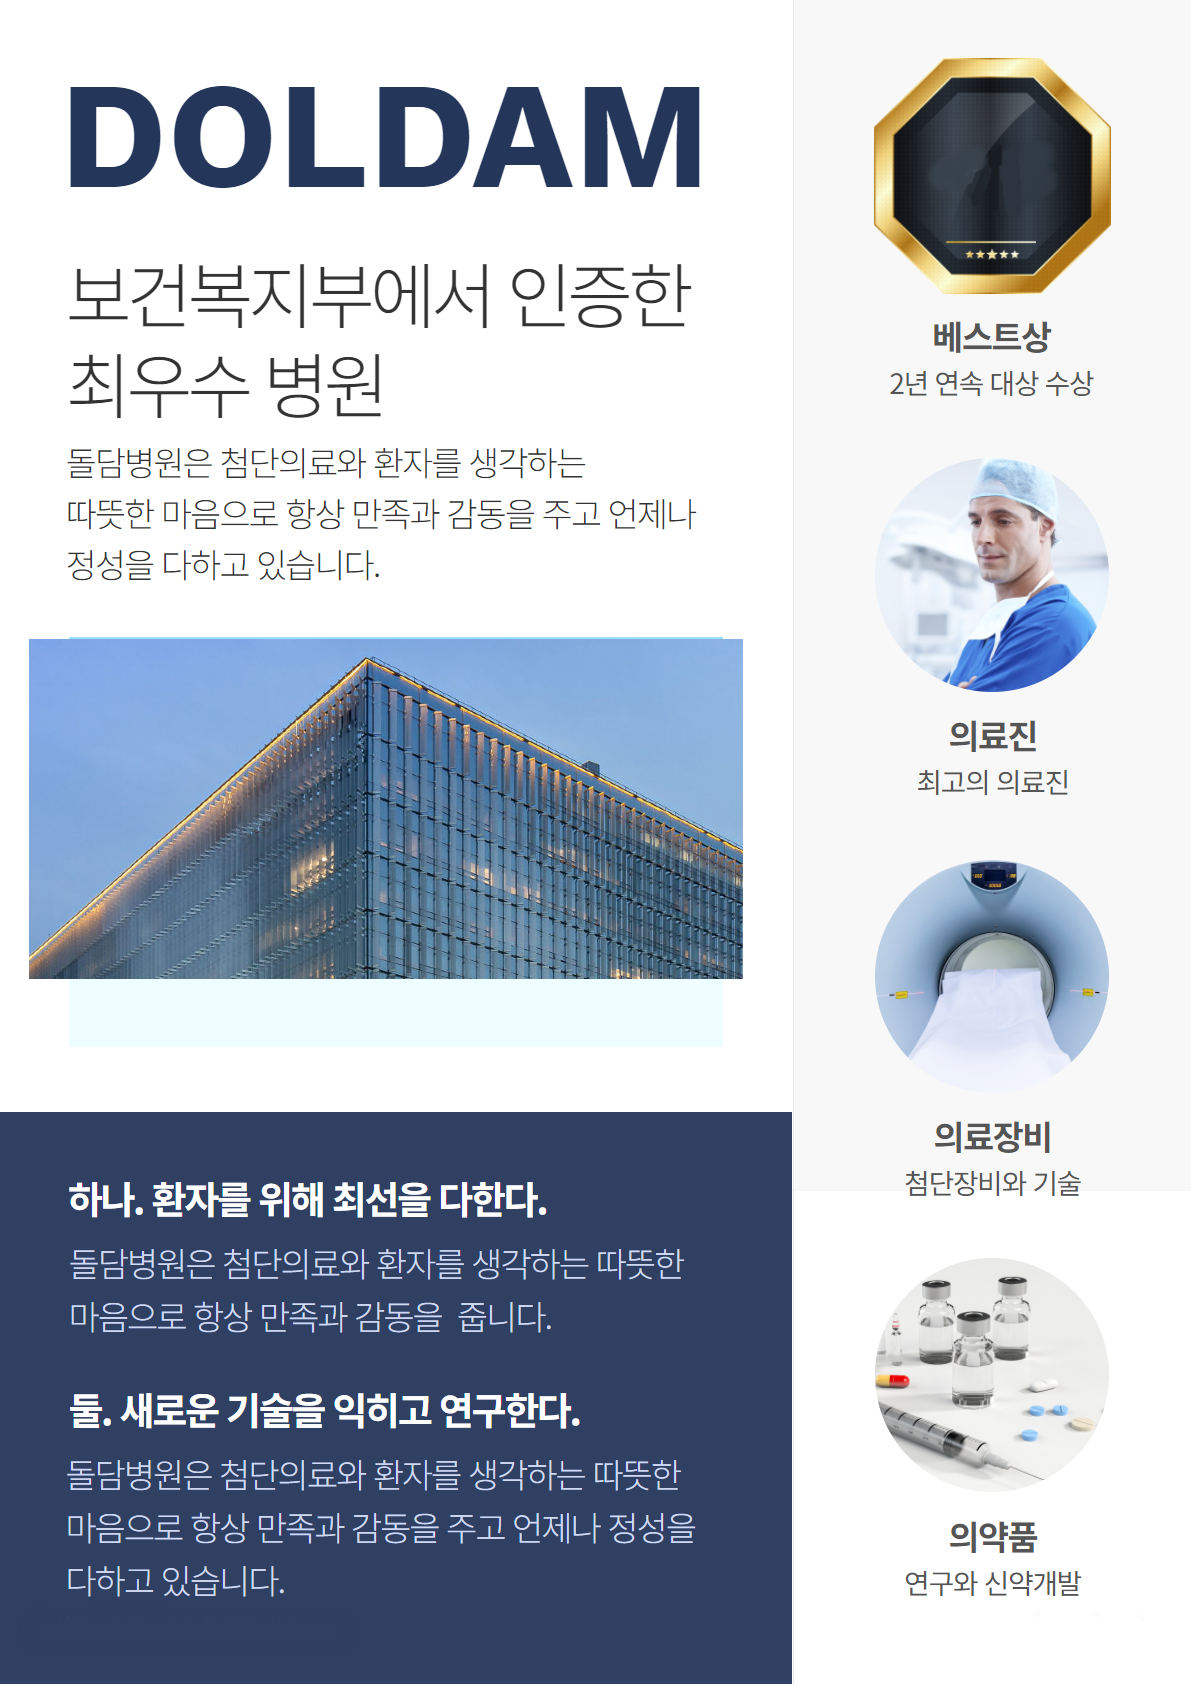 DOLDAM
보건복지부에서 인증한
최우수 병원
돌담병원은 첨단의료와 환자를 생각하는
따뜻한 마음으로 항상 만족과 감동을 주고 언제나
정성을 다하고 있습니다.
하나. 환자를 위해 최선을 다한다.
돌담병원은 첨단의료와 환자를 생각하는 따뜻한
마음으로 항상 만족과 감동을 줍니다.
둘. 새로운 기술을 익히고 연구한다.
돌담병원은 첨단의료와 환자를 생각하는 따뜻한
마음으로 항상 만족과 감동을 주고 언제나 정성을
다하고 있습니다.
베스트상
2년 연속 대상 수상
의료진
최고의 의료진
의료장비
첨단장비와 기술
의약품
연구와 신약개발